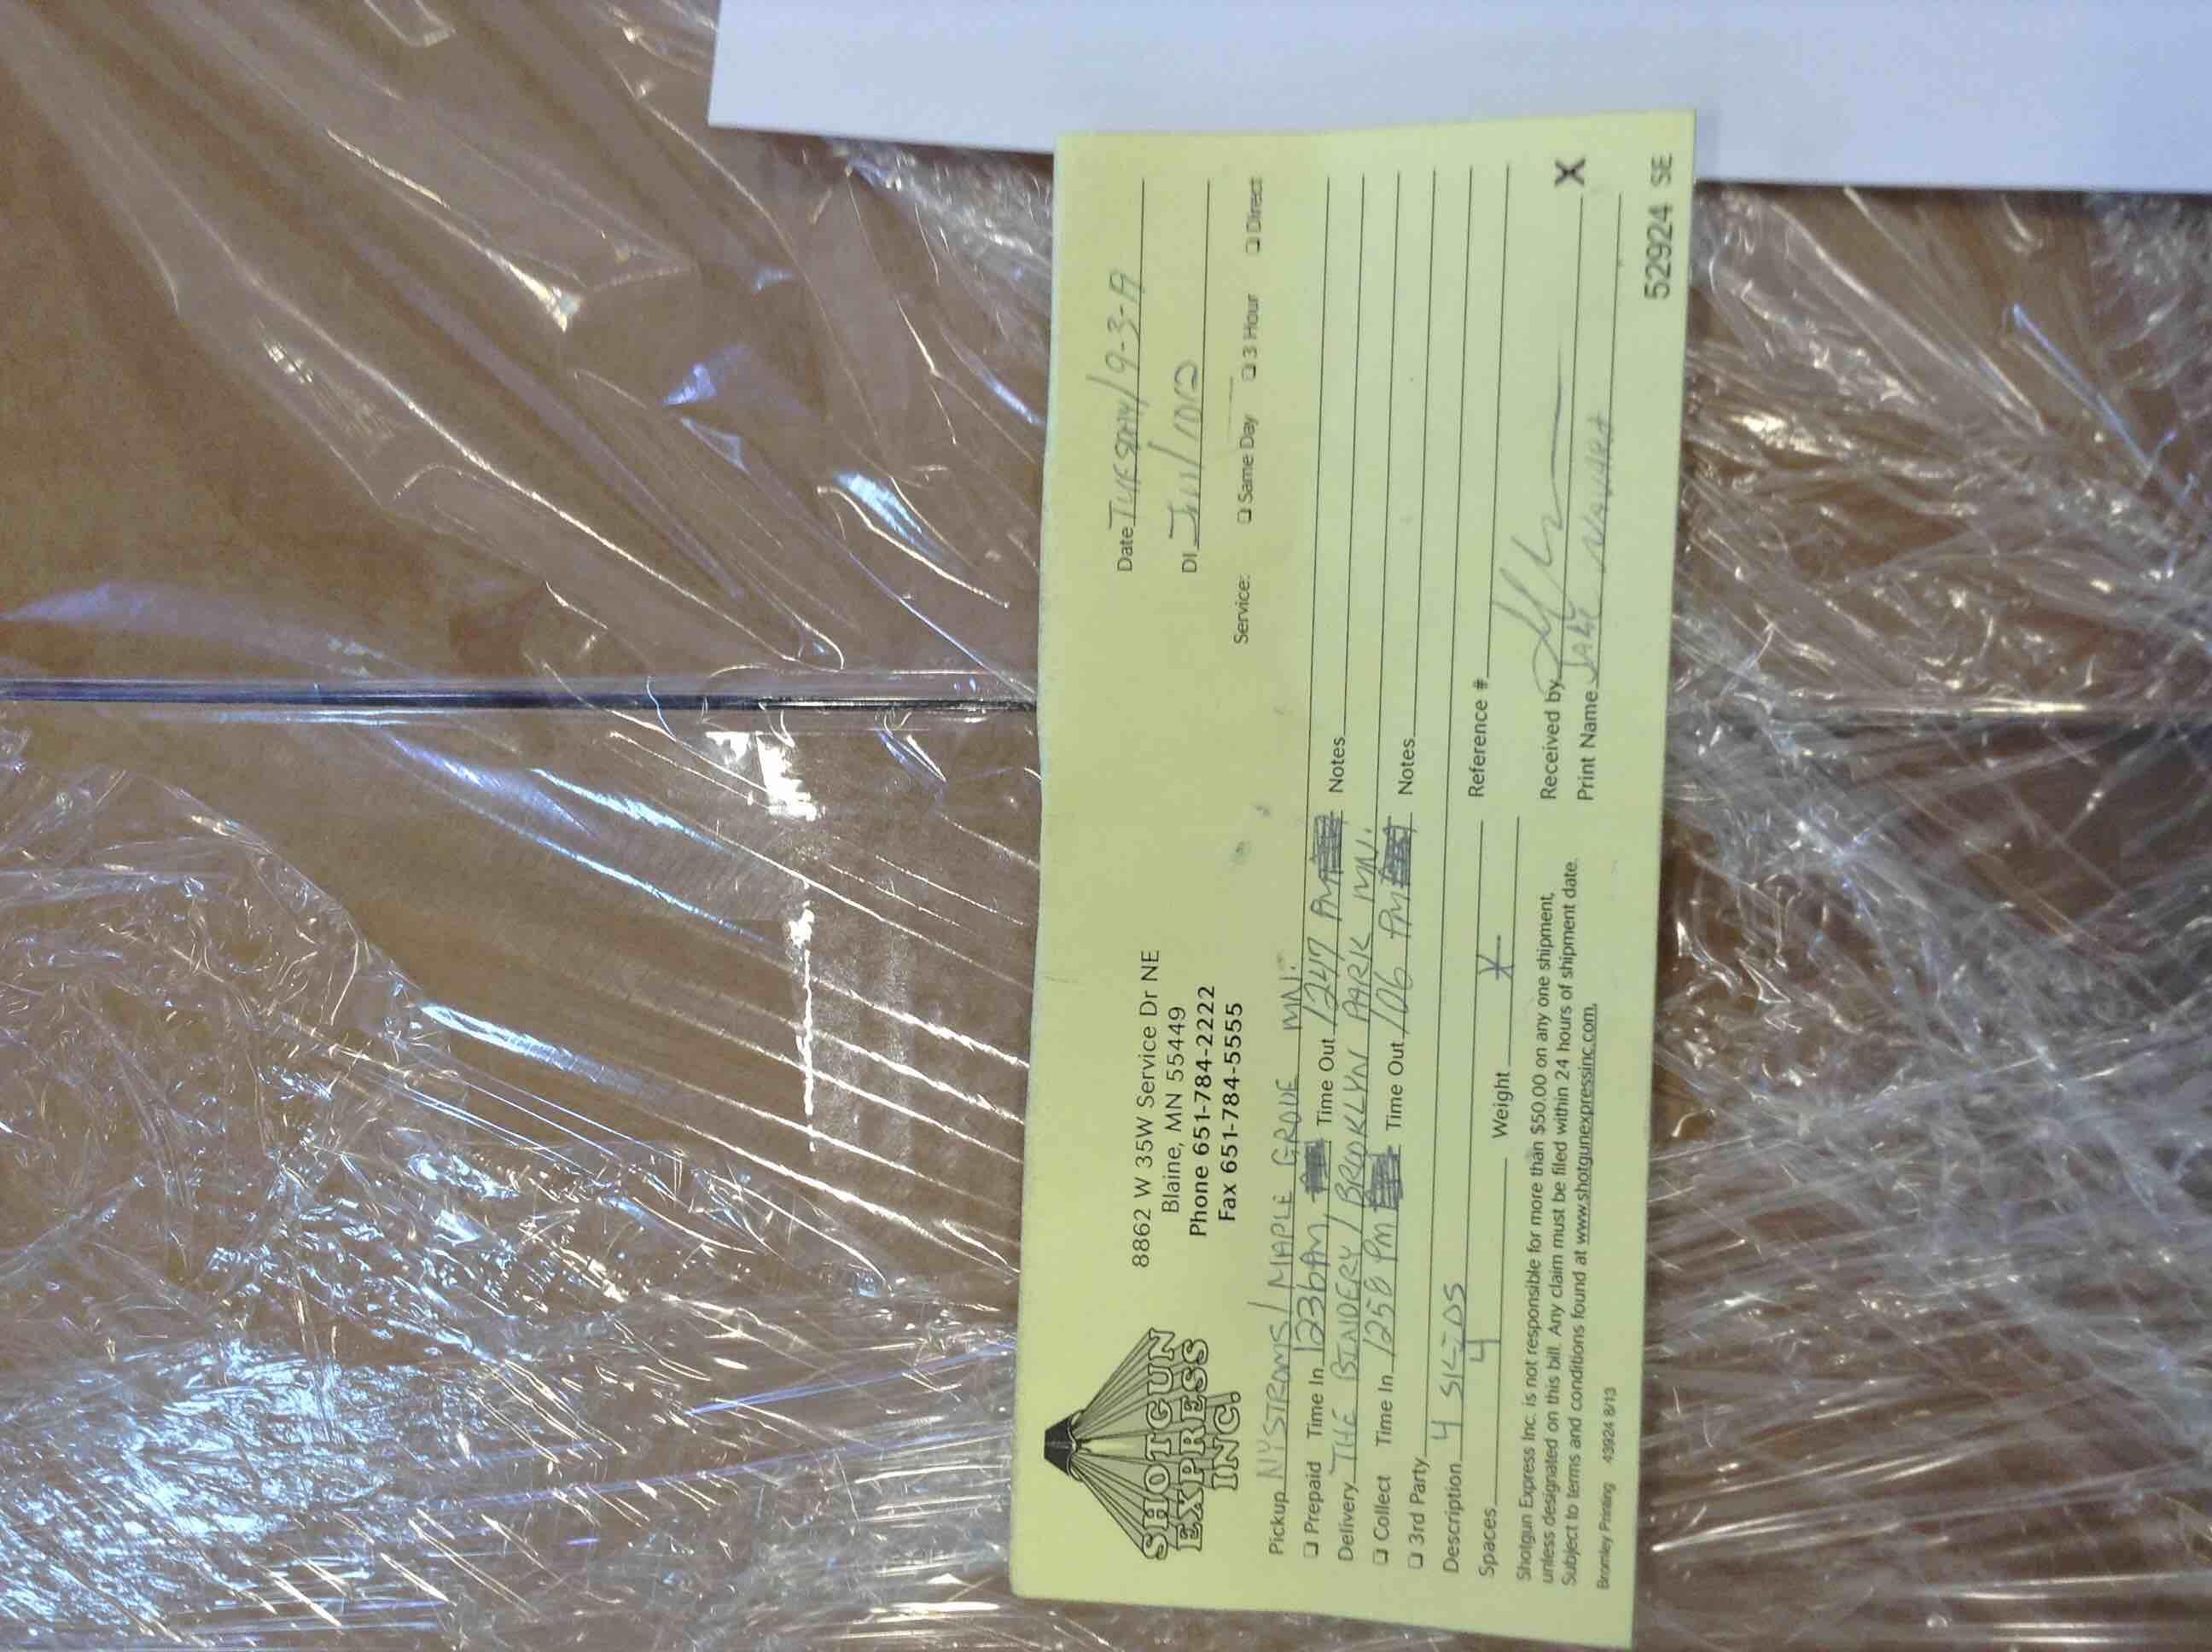 SHOTGUN
EXPRESS
INC.
8862 W 35W Service Dr NE
Blaine, MN 55449
Phone 651-784-2222
Fax 651-784-5555
Date TUESDAY/9-3-19
DI
Service: ❑ Same Day ❑ 3 Hour ❑ Direct
Pickup NYSTROMS/MAPLE GROVE MN.
❑ Prepaid Time In 1236PM Time Out 1247 PM Notes
Delivery THE BINDERY/BROOKLYN PARK MN.
❑ Collect Time In 1258 PM Time Out 106 PM Notes
❑ 3rd Party
Description 4 SKIDS
Spaces 4 Weight X Reference #
Shotgun Express Inc. is not responsible for more than $50.00 on any one shipment,
unless designated on this bill. Any claim must be filed within 24 hours of shipment date.
Subject to terms and conditions found at www.shotgunexpressinc.com.
Received by X
Print Name JAKE
Bromley Printing 43924 8/13
52924 SE